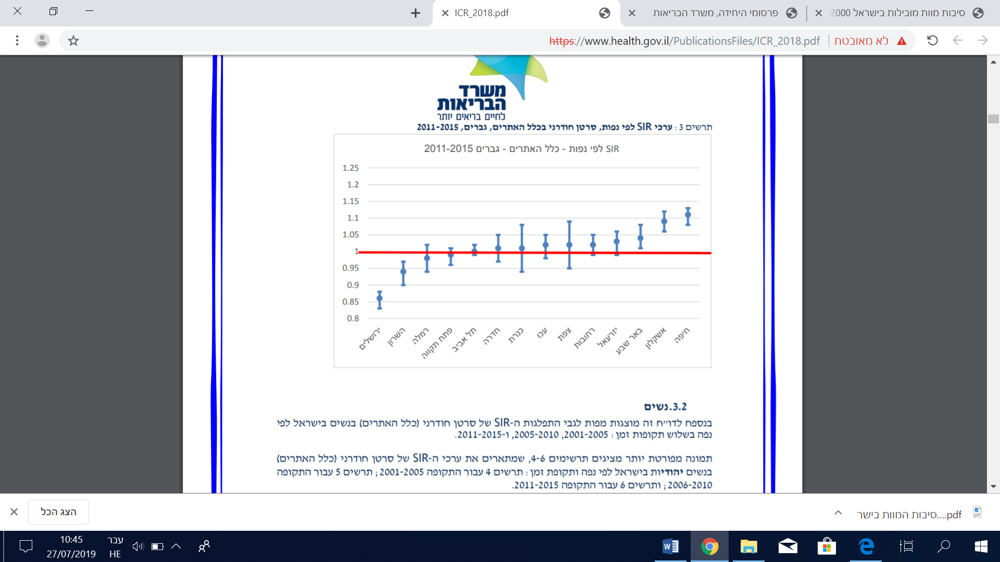 סיבות מוות מובילות בישראל 2000
פרסומי היחידה, משרד הבריאות
ICR_2018.pdf
https://www.health.gov.il/PublicationsFiles/ICR_2018.pdf
לא מאובטח
משרד
הבריאות
לחיים בריאים יותר
תרשים 3 : ערכי SIR לפי נפות, סרטן חודרני בכלל האתרים, גברים, 2011-2015
SIR לפי נפות - כלל האתרים - גברים 2011-2015
1.25
1.2
1.15
1.1
1.05
1
0.95
0.9
0.85
0.8
ירושלים
השרון
רמלה
פתח תקווה
תל אביב
חדרה
כנרת
עכו
צפת
רחובות
יזרעאל
באר שבע
אשקלון
חיפה
3.2.נשים
בנספח לדו״ח זה מוצגות מפות לגבי התפלגות ה-SIR של סרטן חודרני (כלל האתרים) בנשים בישראל לפי
נפה בשלוש תקופות זמן : 2001-2005, 2005-2010, ו-2011-2015.
תמונה מפורטת יותר מציגים תרשימים 4-6, שמתארים את ערכי ה-SIR של סרטן חודרני (כלל האתרים)
בנשים יהודיות בישראל לפי נפה ותקופת זמן : תרשים 4 עבור התקופה 2001-2005 ; תרשים 5 עבור התקופה
2006-2010 ; ותרשים 6 עבור התקופה 2011-2015.
סיבות המוות בישר....pdf
הצג הכל
10:45
27/07/2019
עבר
HE